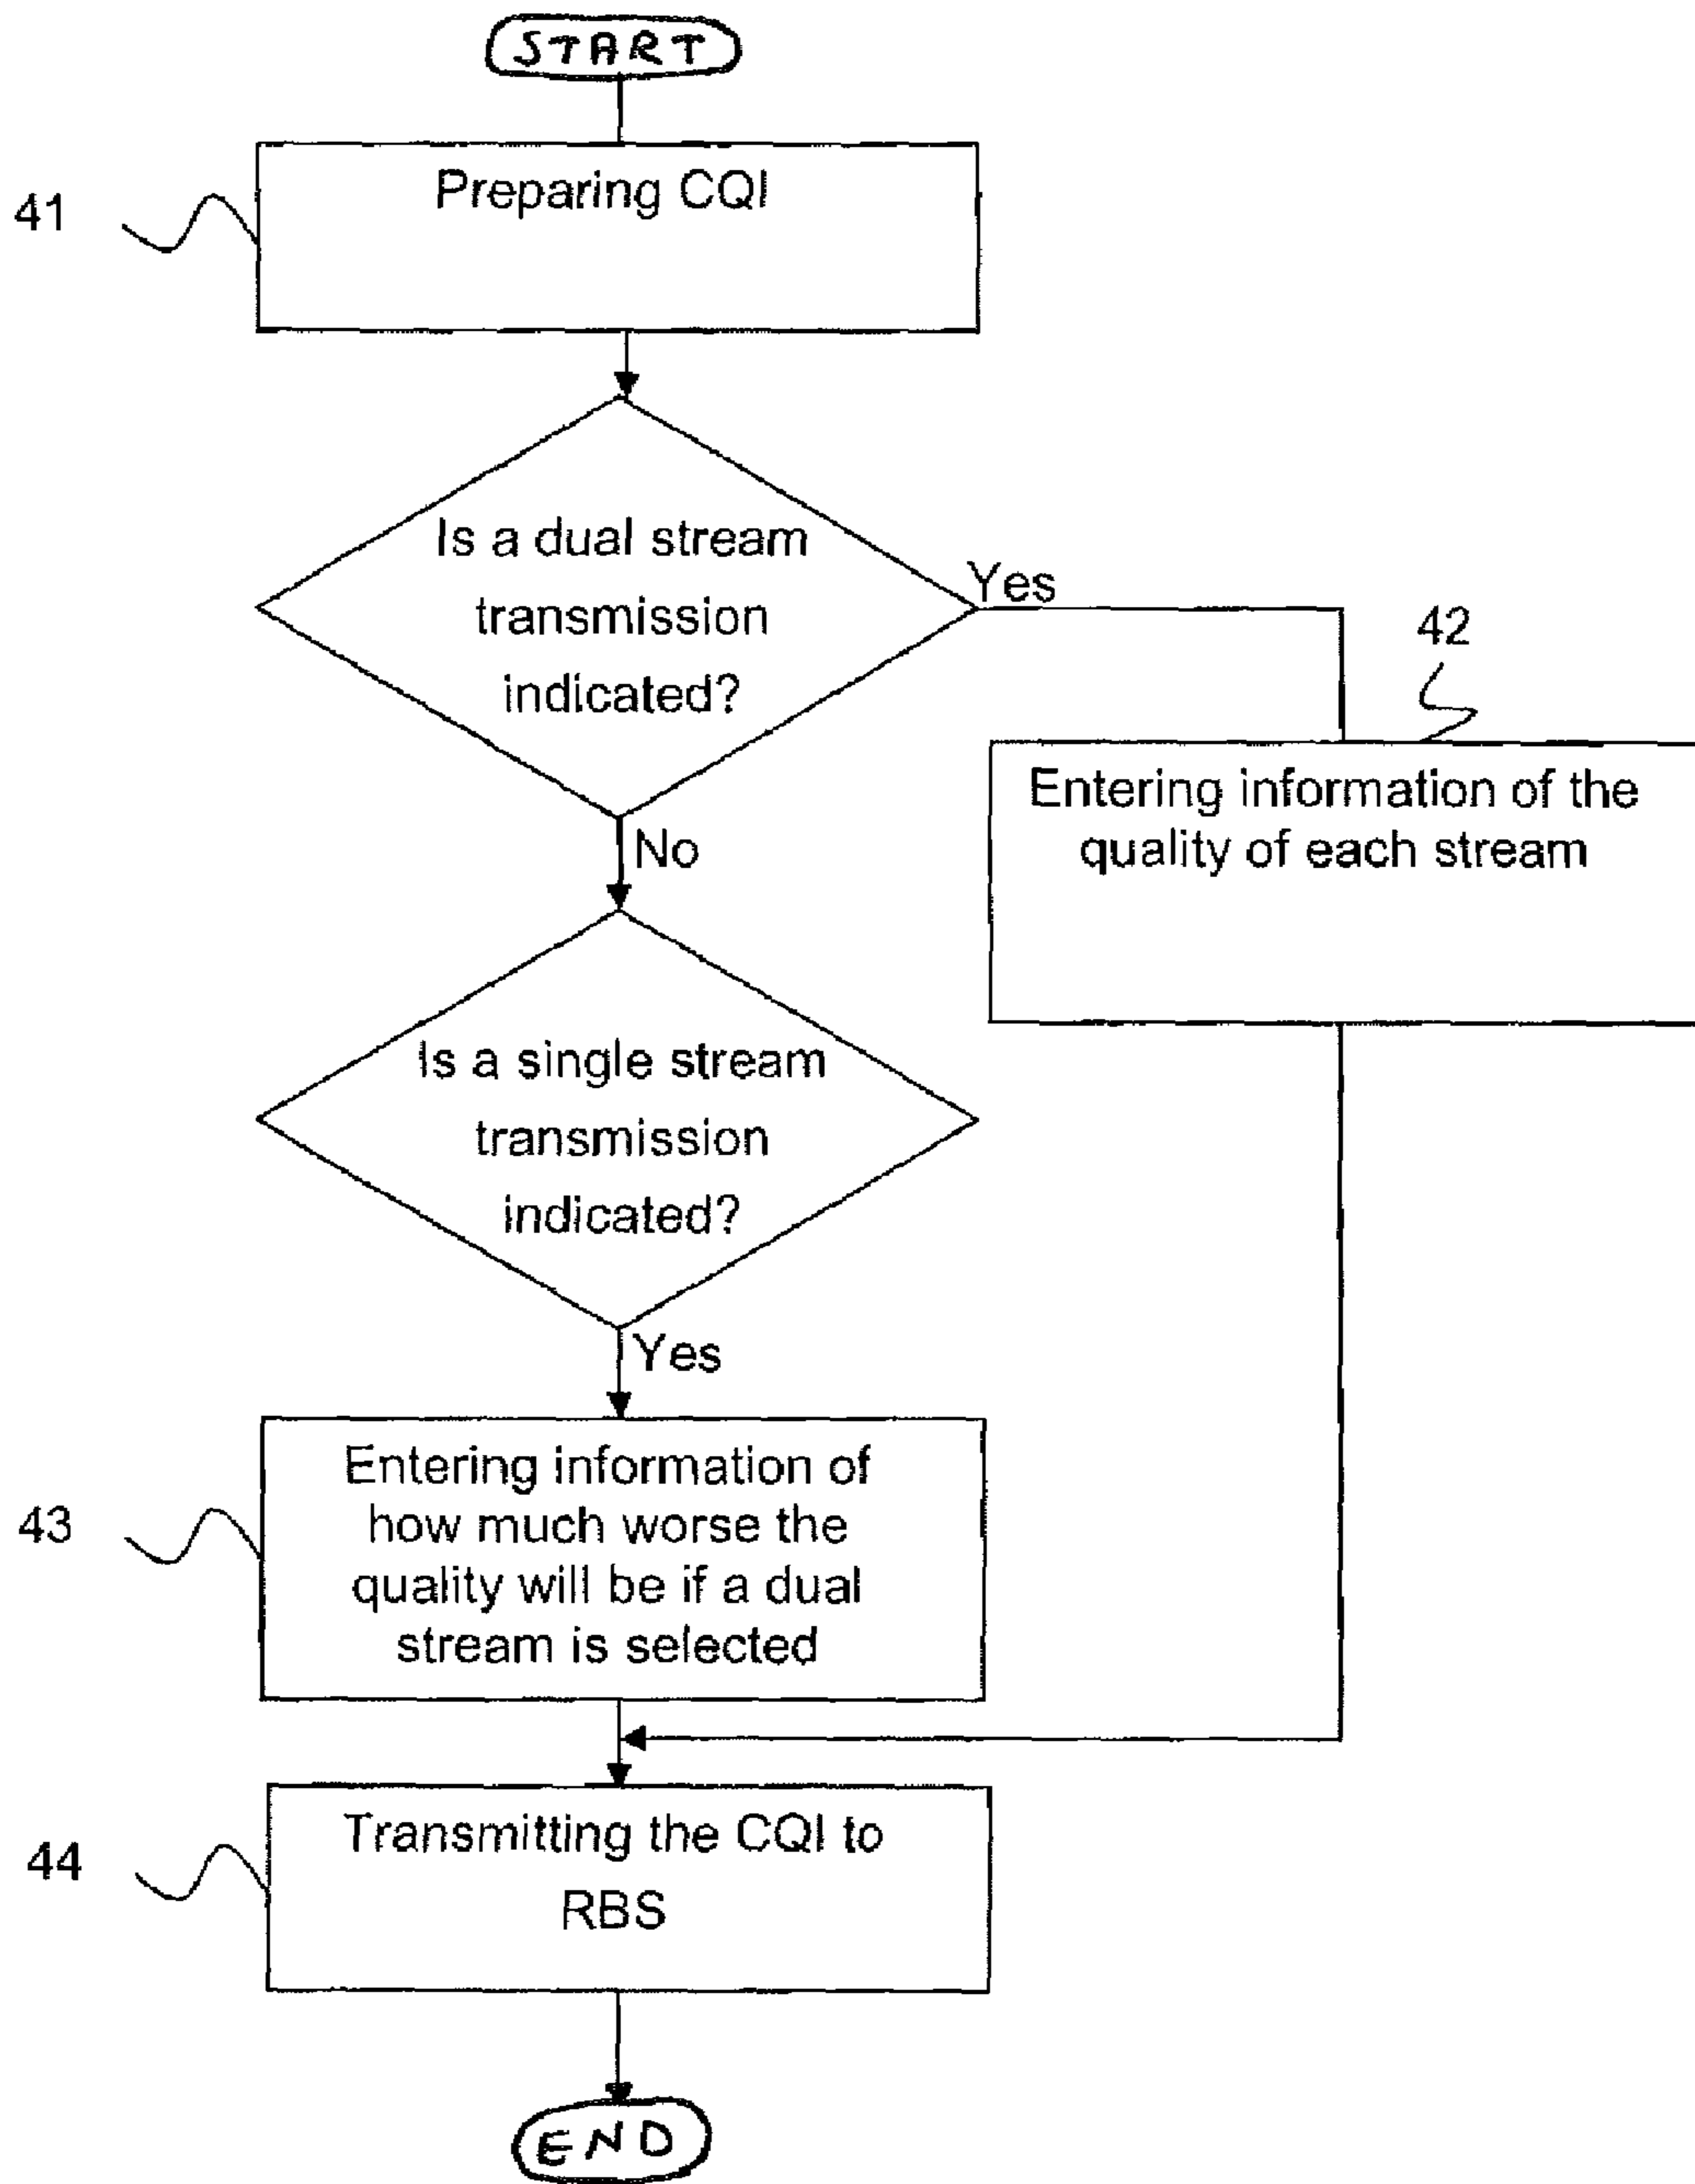 START
Preparing CQI
41
Is a dual stream
transmission
indicated?
Yes
42
Entering information of the
quality of each stream
No
Is a single stream
transmission
indicated?
Yes
Entering information of
how much worse the
quality will be if a dual
stream is selected
43
Transmitting the CQI to
RBS
44
END